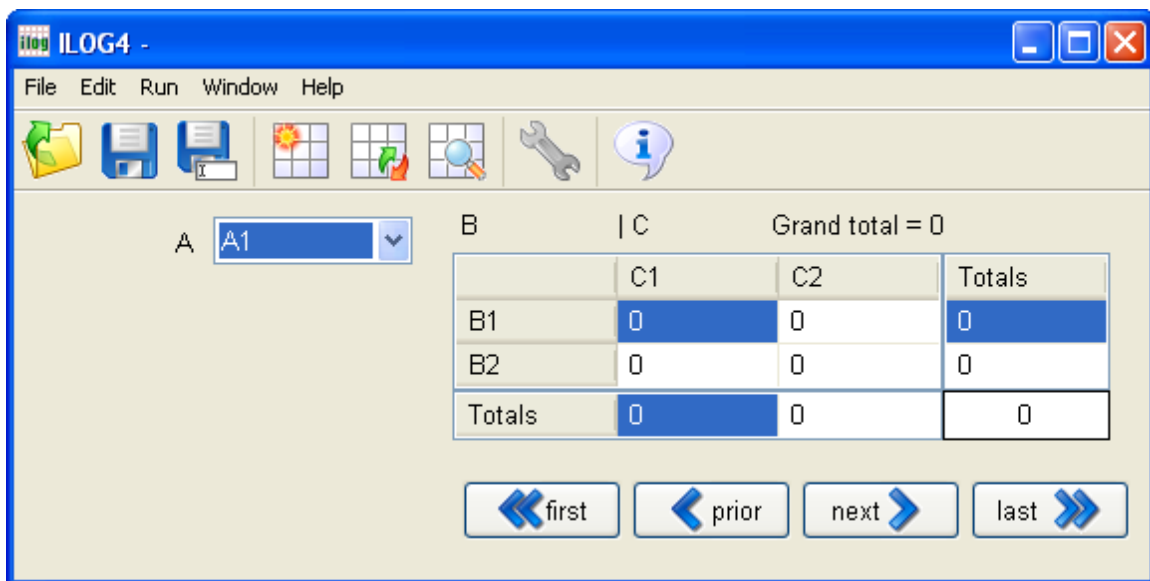 ilog ILOG4 -
File Edit Run Window Help
B | C Grand total = 0
A A1
C1 C2 Totals
B1 0 0 0
B2 0 0 0
Totals 0 0 0
first prior next last